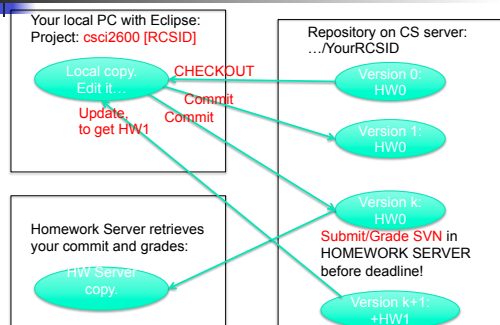 Your local PC with Eclipse:
Project: csci2600 [RCSID]
Local copy.
Edit it…
CHECKOUT
Commit
Update,
to get HW1
Commit
Repository on CS server:
…/YourRCSID
Version 0:
HW0
Version 1:
HW0
Version k:
HW0
Submit/Grade SVN in
HOMEWORK SERVER
before deadline!
Version k+1:
+HW1
Homework Server retrieves
your commit and grades:
HW Server
copy.